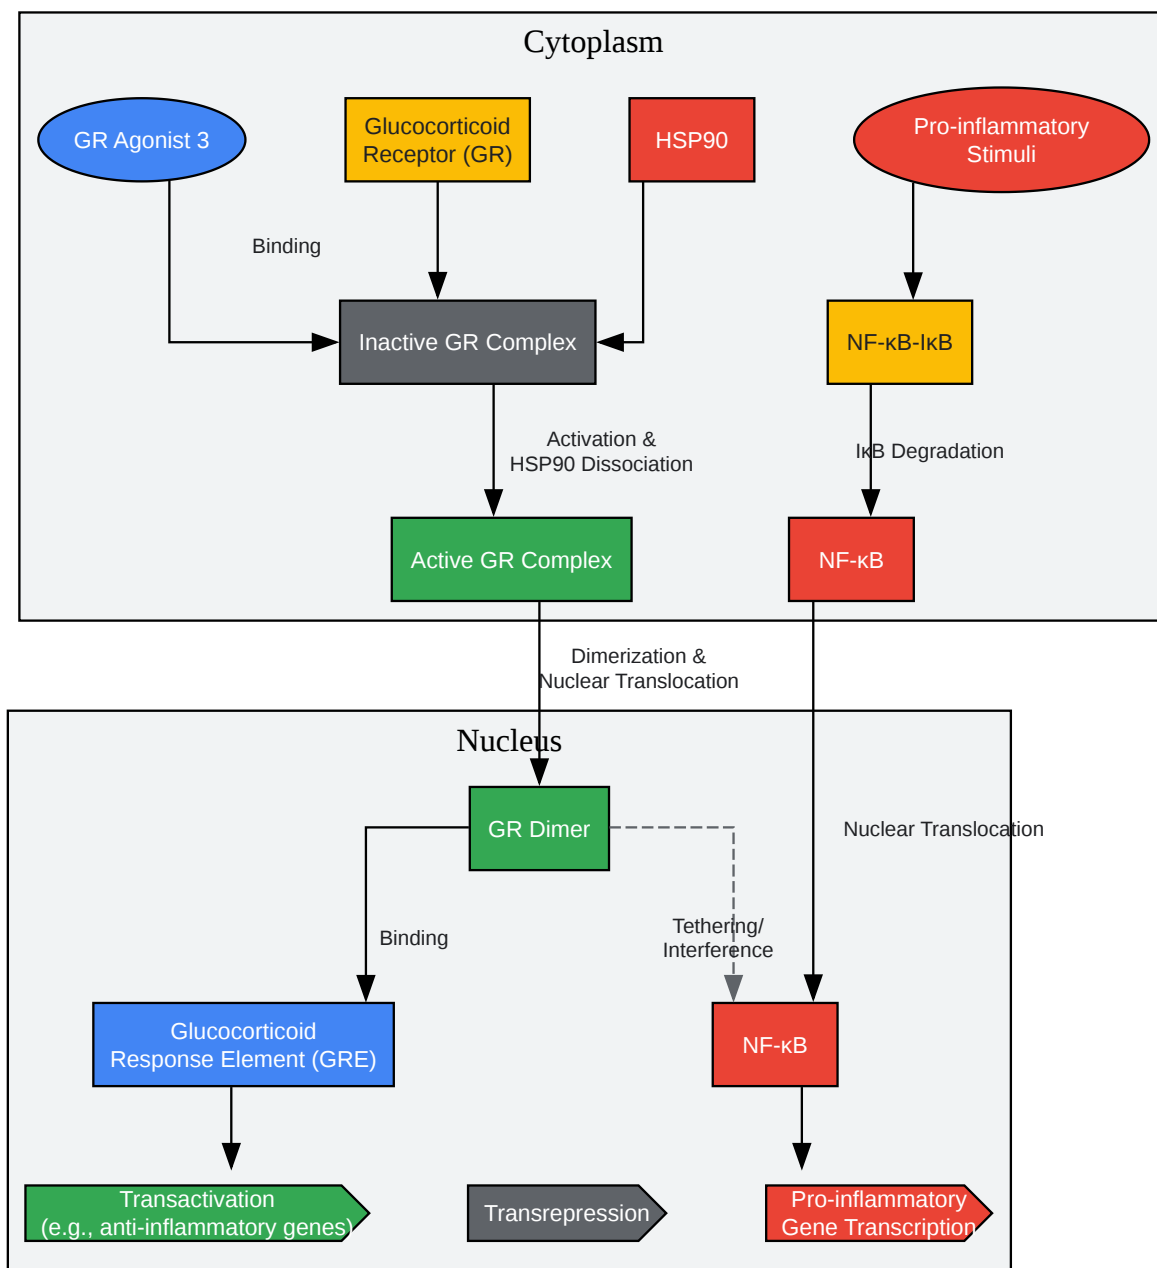 Cytoplasm
GR Agonist 3
Glucocorticoid
Receptor (GR)
HSP90
Pro-inflammatory
Stimuli
Binding
Inactive GR Complex
NF-κB-IκB
Activation &
HSP90 Dissociation
IκB Degradation
Active GR Complex
NF-κB
Dimerization &
Nuclear Translocation
Nucleus
GR Dimer
Nuclear Translocation
Binding
Tethering/
Interference
Glucocorticoid
Response Element (GRE)
NF-κB
Transactivation
(e.g., anti-inflammatory genes)
Transrepression
Pro-inflammatory
Gene Transcription